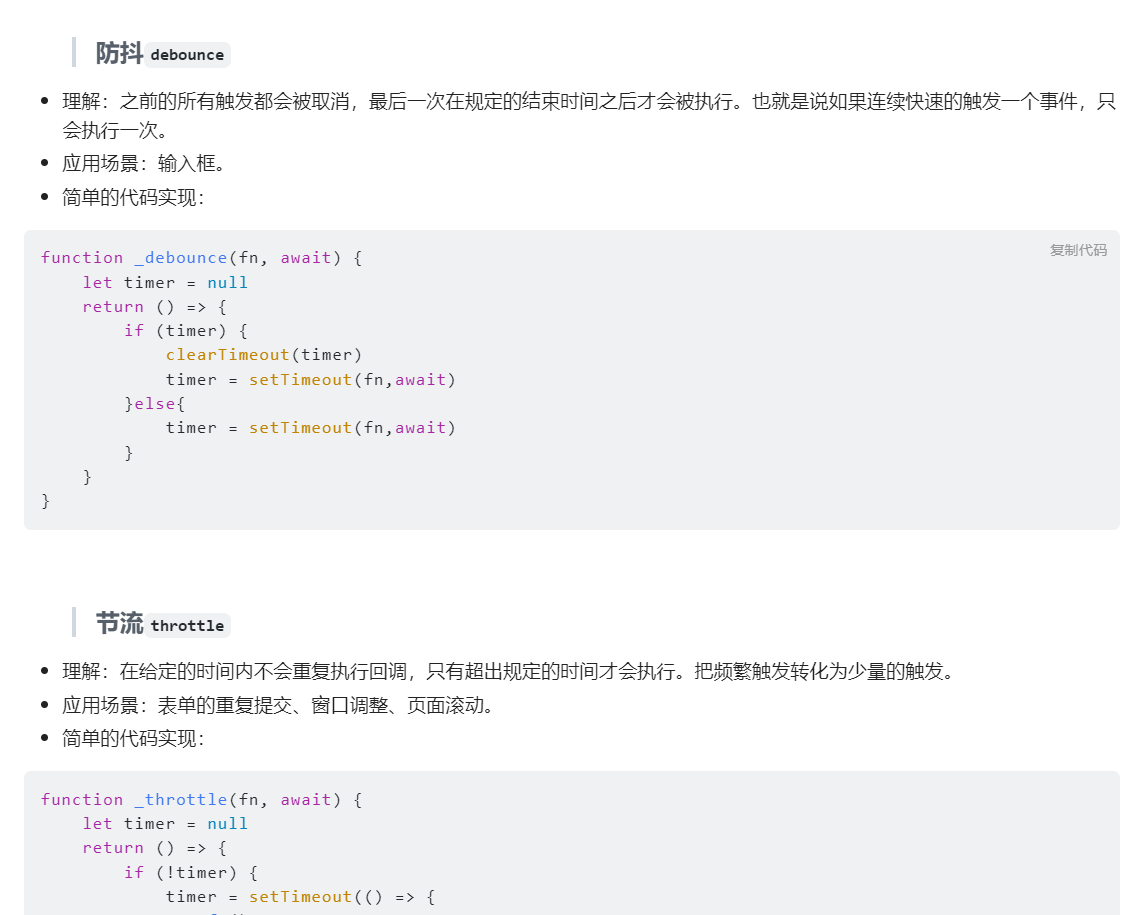 防抖 debounce
理解：之前的所有触发都会被取消，最后一次在规定的结束时间之后才会被执行。也就是说如果连续快速的触发一个事件，只
会执行一次。
应用场景：输入框。
简单的代码实现：
复制代码
function _debounce(fn, await) {
    let timer = null
    return () => {
        if (timer) {
            clearTimeout(timer)
            timer = setTimeout(fn,await)
        }else{
            timer = setTimeout(fn,await)
        }
    }
}
节流 throttle
理解：在给定的时间内不会重复执行回调，只有超出规定的时间才会执行。把频繁触发转化为少量的触发。
应用场景：表单的重复提交、窗口调整、页面滚动。
简单的代码实现：
function _throttle(fn, await) {
    let timer = null
    return () => {
        if (!timer) {
            timer = setTimeout(() => {